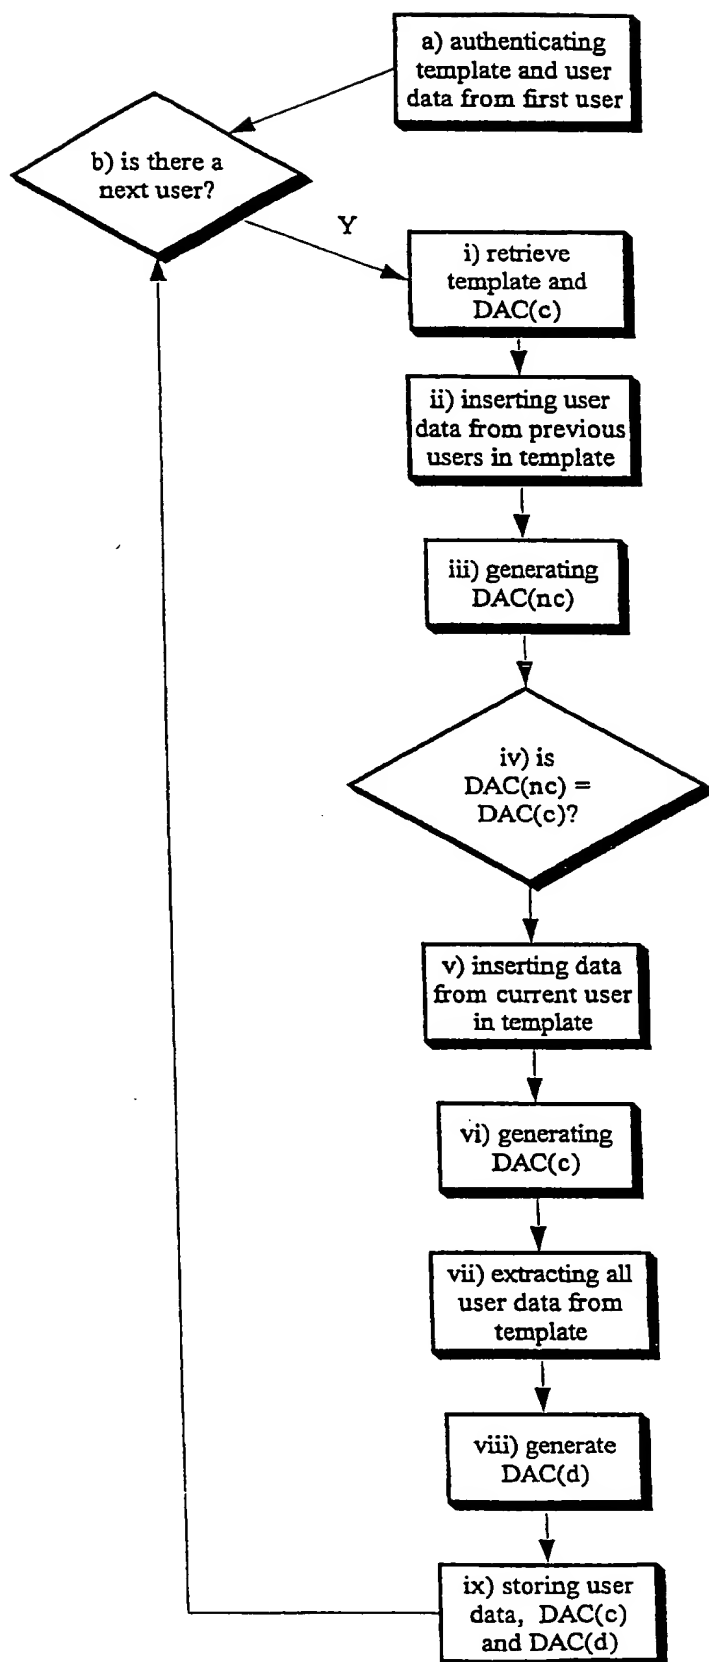 a) authenticating
template and user
data from first user
b) is there a
next user?
Y
i) retrieve
template and
DAC(c)
ii) inserting user
data from previous
users in template
iii) generating
DAC(nc)
iv) is
DAC(nc) =
DAC(c)?
v) inserting data
from current user
in template
vi) generating
DAC(c)
vii) extracting all
user data from
template
viii) generate
DAC(d)
ix) storing user
data, DAC(c)
and DAC(d)